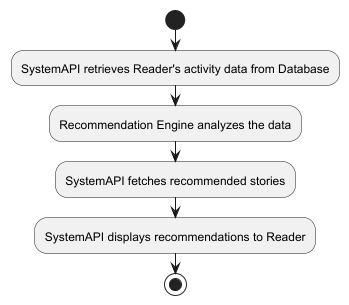 SystemAPI retrieves Reader's activity data from Database
Recommendation Engine analyzes the data
SystemAPI fetches recommended stories
SystemAPI displays recommendations to Reader